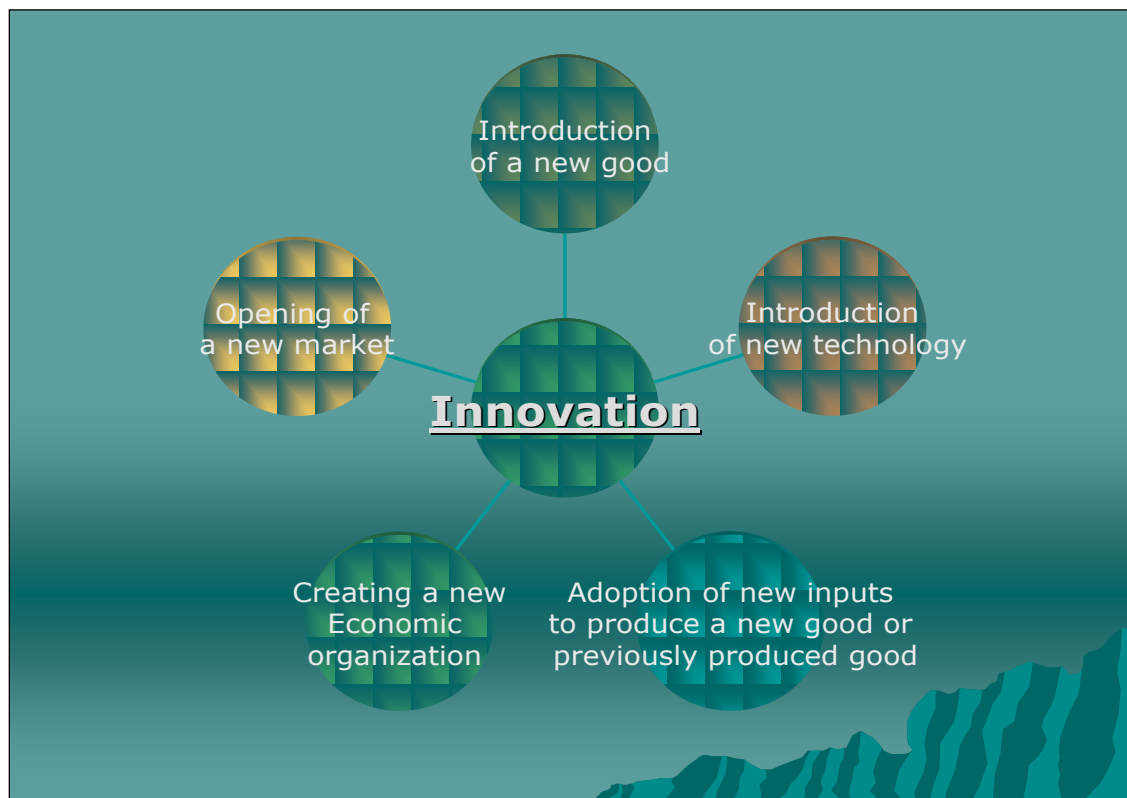 Introduction
of a new good
Opening of
a new market
Introduction
of new technology
Innovation
Creating a new
Economic
organization
Adoption of new inputs
to produce a new good or
previously produced good